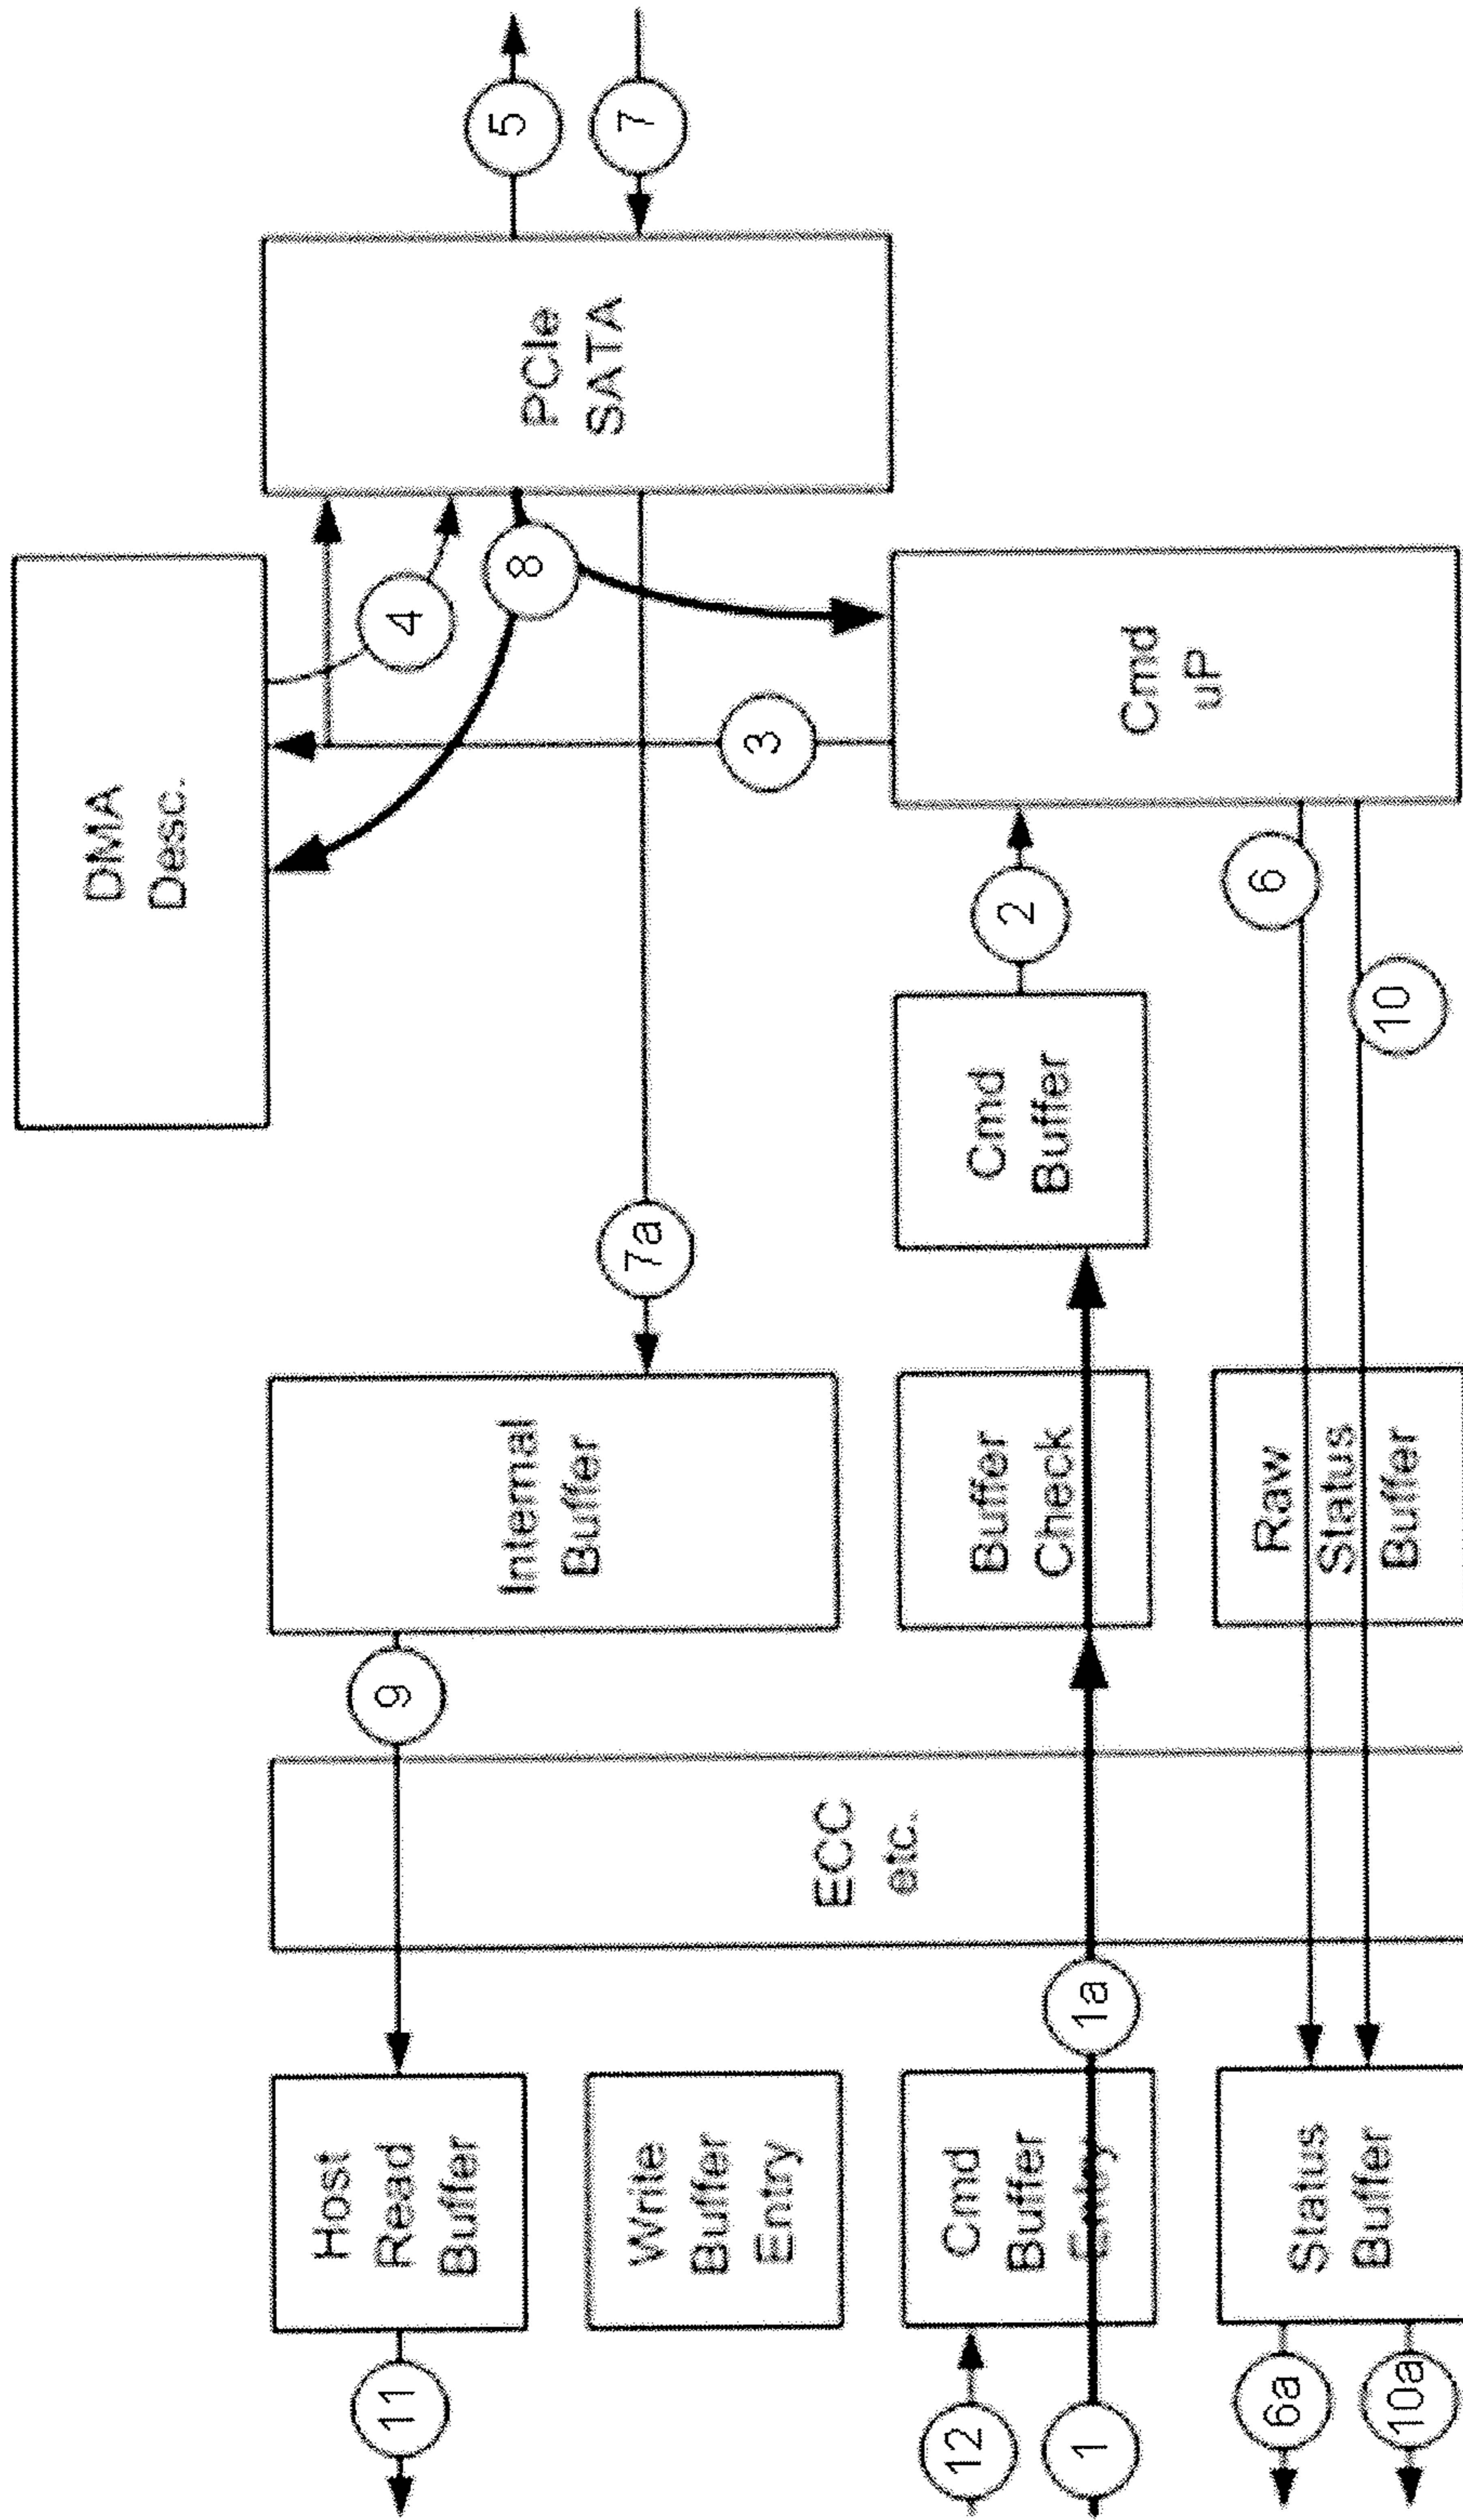 DMA
Desc.
11
Host
Read
Buffer
9
Internal
Buffer
4
8
PCIe
SATA
5
7
7a
3
Write
Buffer
Entry
ECC
etc.
12
1
Cmd
Buffer
Entry
1a
Buffer
Check
Cmd
Buffer
2
Cmd
uP
6a
10a
Status
Buffer
Raw
Status
Buffer
6
10